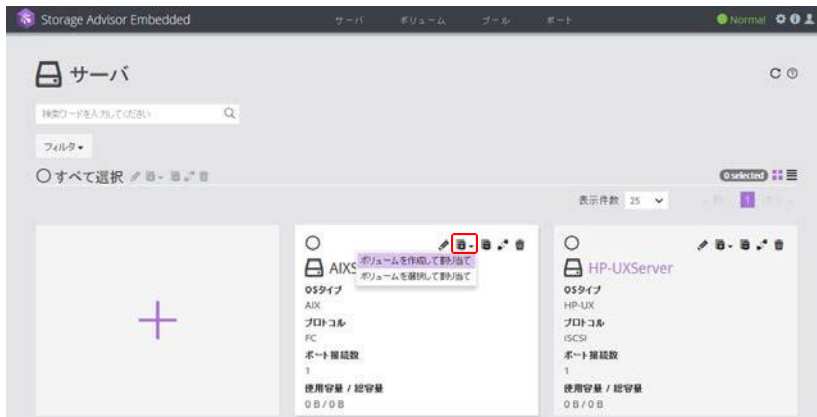 Storage Advisor Embedded サーバ ボリューム プール ポート Normal
サーバ
検索ワードを入力してください
フィルタ
すべて選択 0 selected
表示件数 25 1
ボリュームを作成して割り当て
AIXS HP-UXServer
ボリュームを選択して割り当て
OSタイプ OSタイプ
AIX HP-UX
プロトコル プロトコル
FC iSCSI
ポート接続数 ポート接続数
1 1
使用容量 / 総容量 使用容量 / 総容量
0 B / 0 B 0 B / 0 B